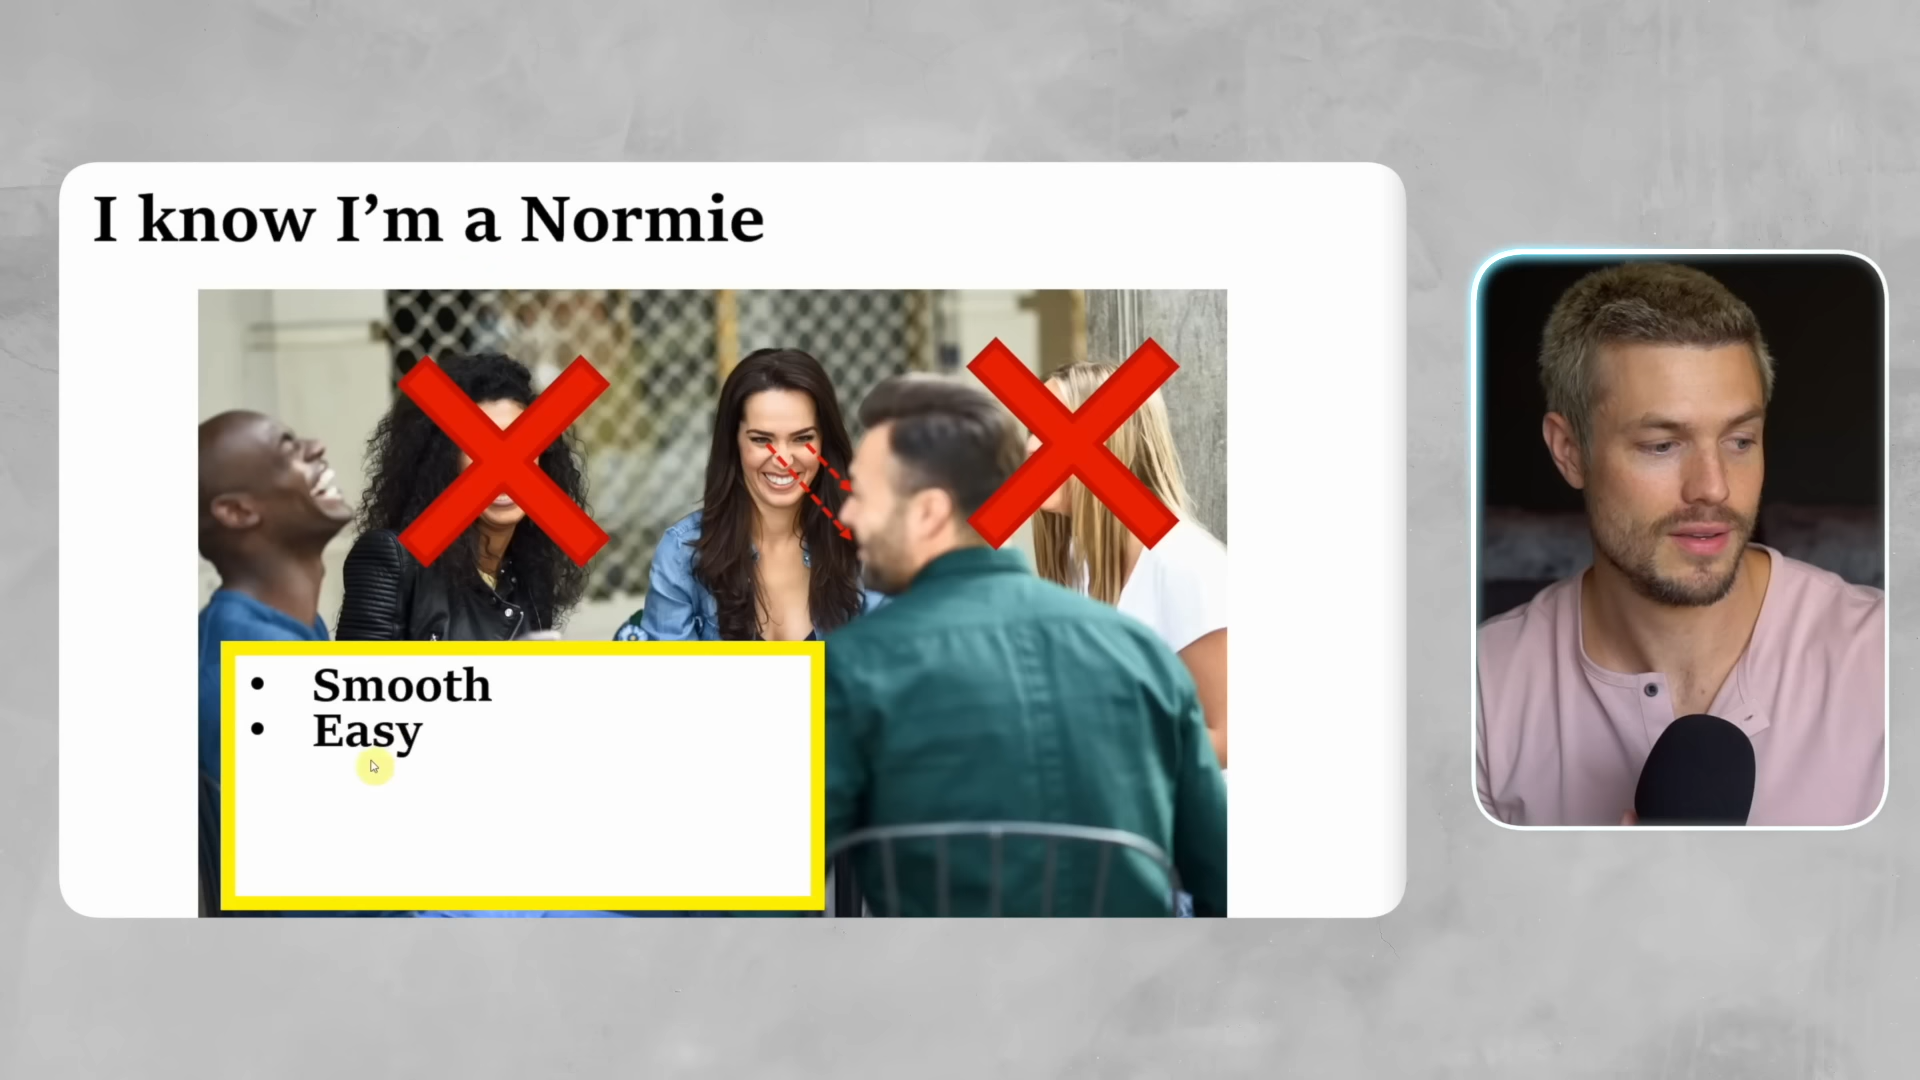 I know I’m a Normie
• Smooth
• Easy